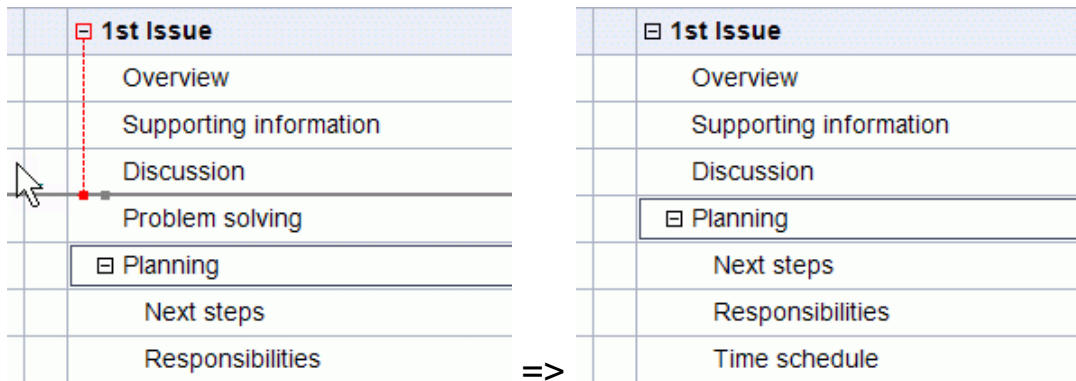 1st Issue
Overview
Supporting information
Discussion
Problem solving
Planning
Next steps
Responsibilities
=>
1st Issue
Overview
Supporting information
Discussion
Planning
Next steps
Responsibilities
Time schedule